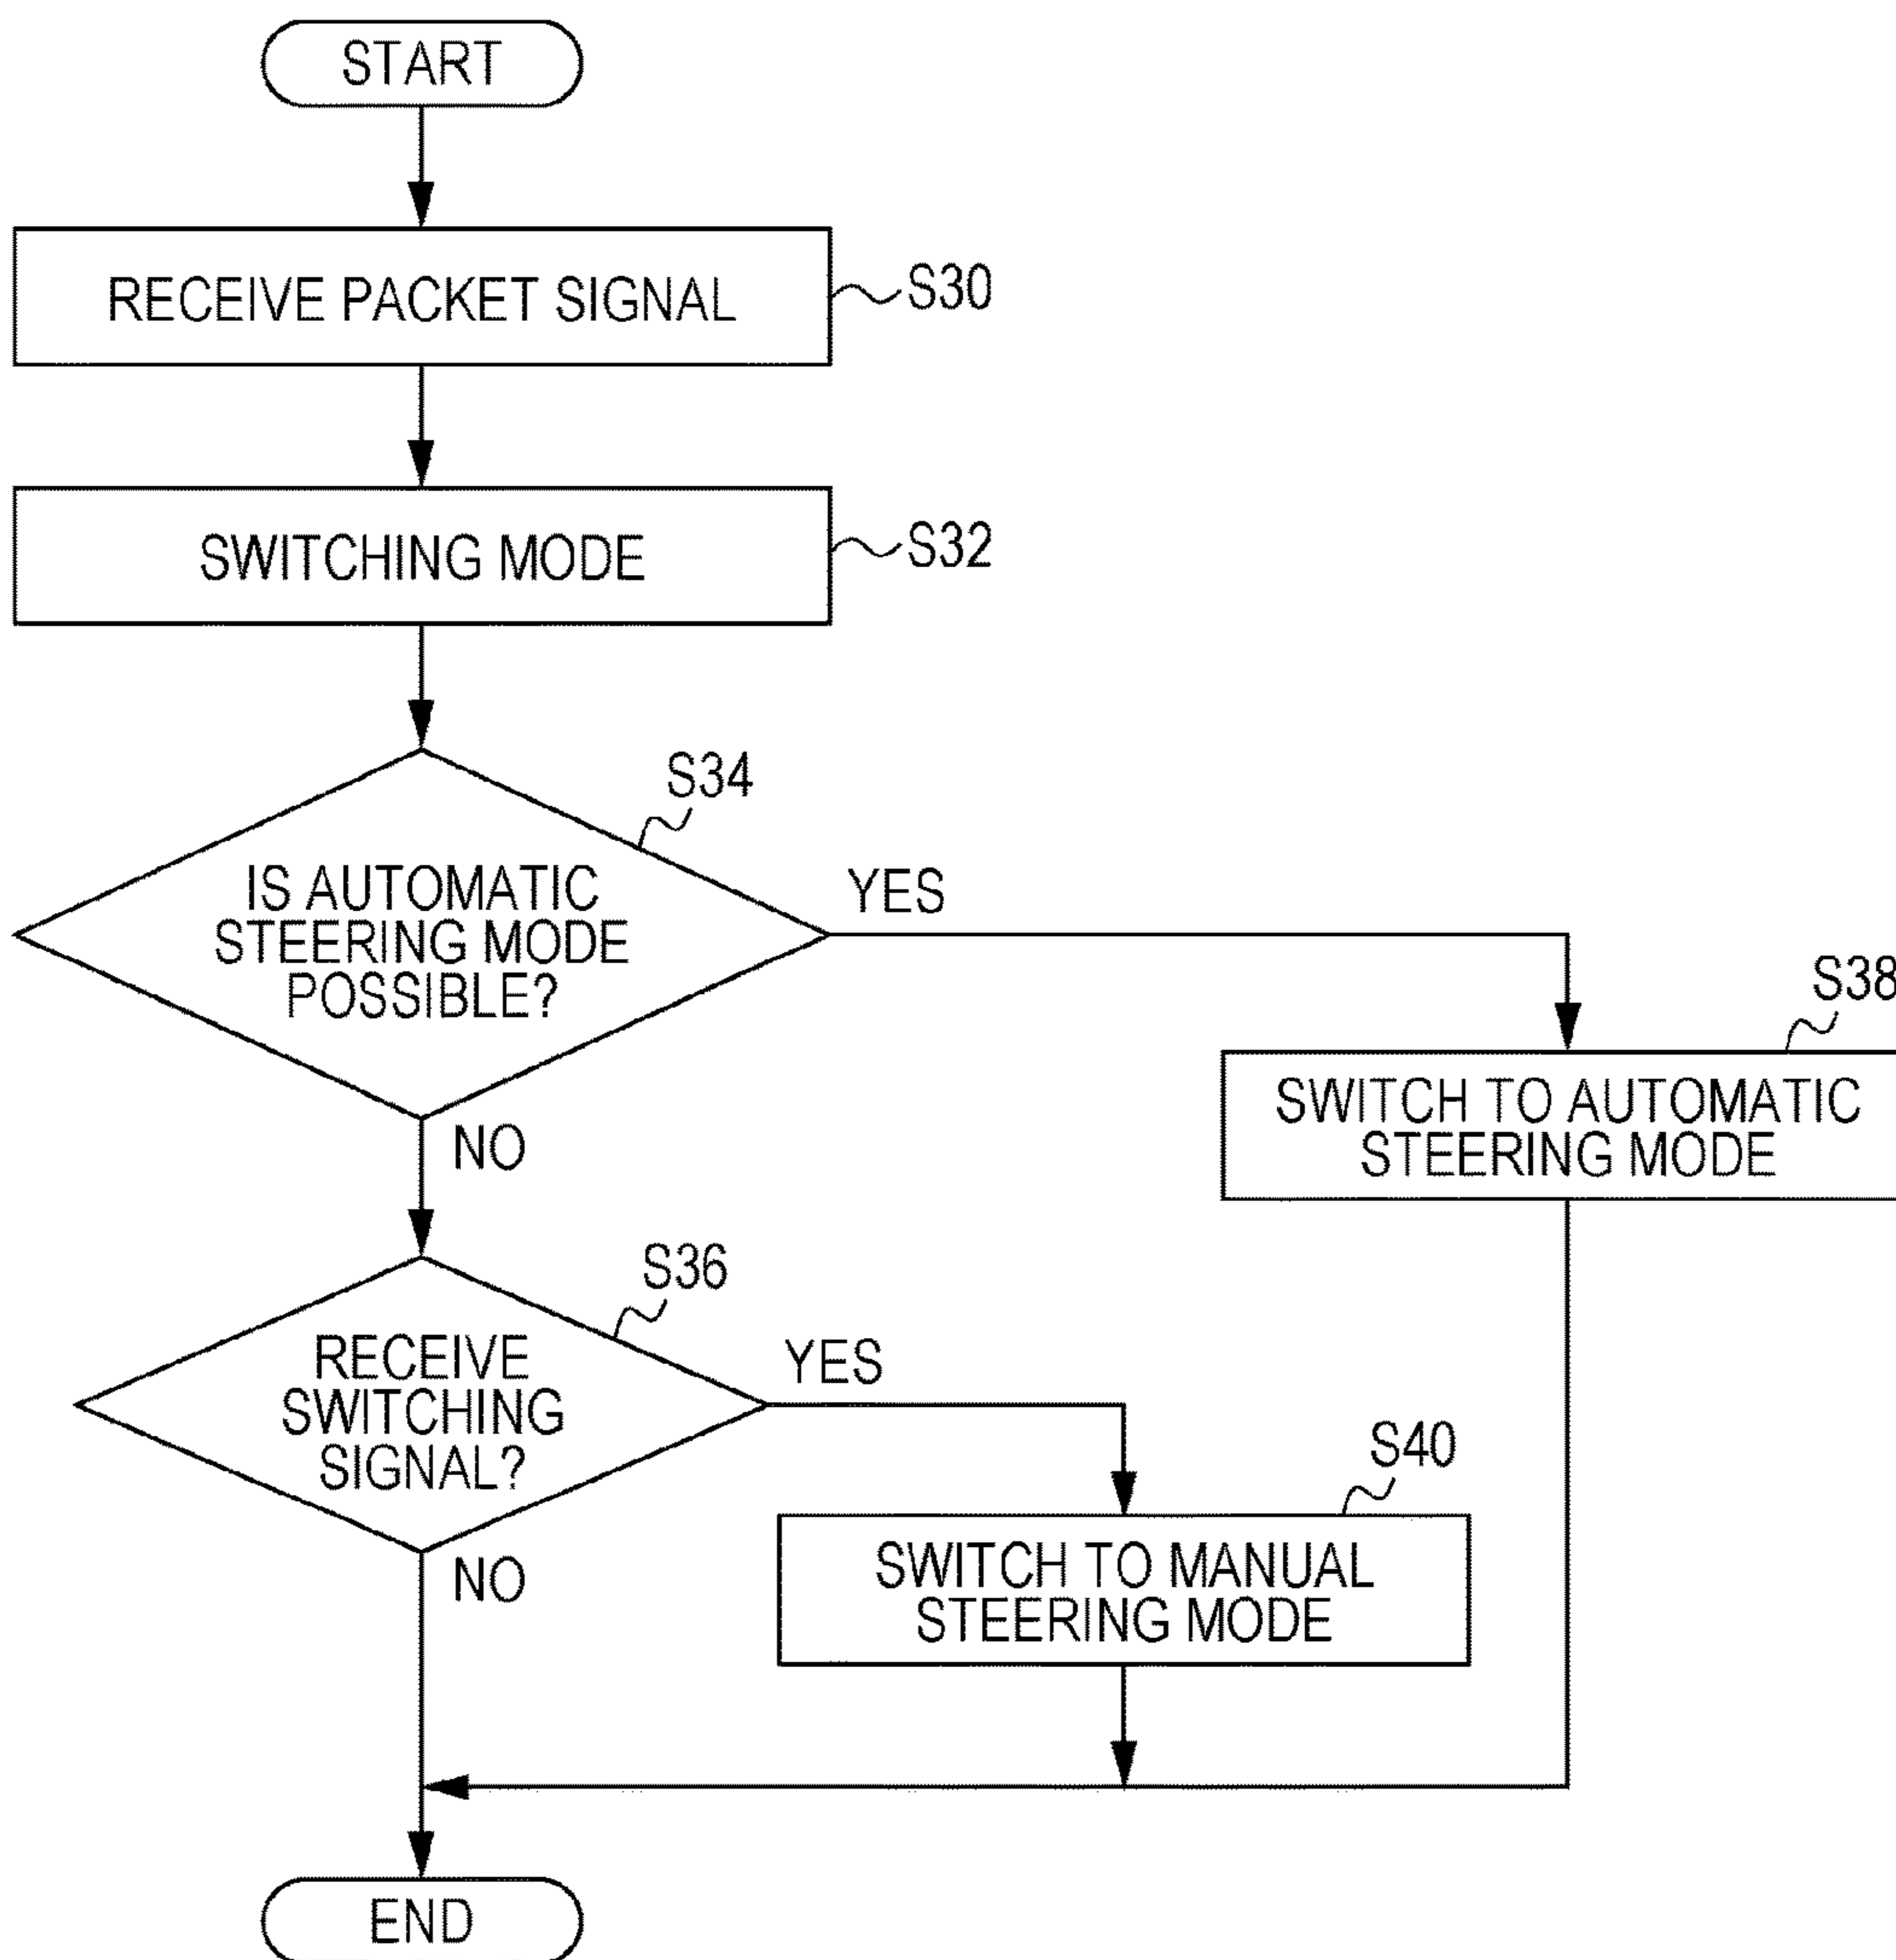 START
RECEIVE PACKET SIGNAL
S30
SWITCHING MODE
S32
S34
IS AUTOMATIC
STEERING MODE
POSSIBLE?
YES
NO
S38
SWITCH TO AUTOMATIC
STEERING MODE
S36
RECEIVE
SWITCHING
SIGNAL?
YES
NO
S40
SWITCH TO MANUAL
STEERING MODE
END